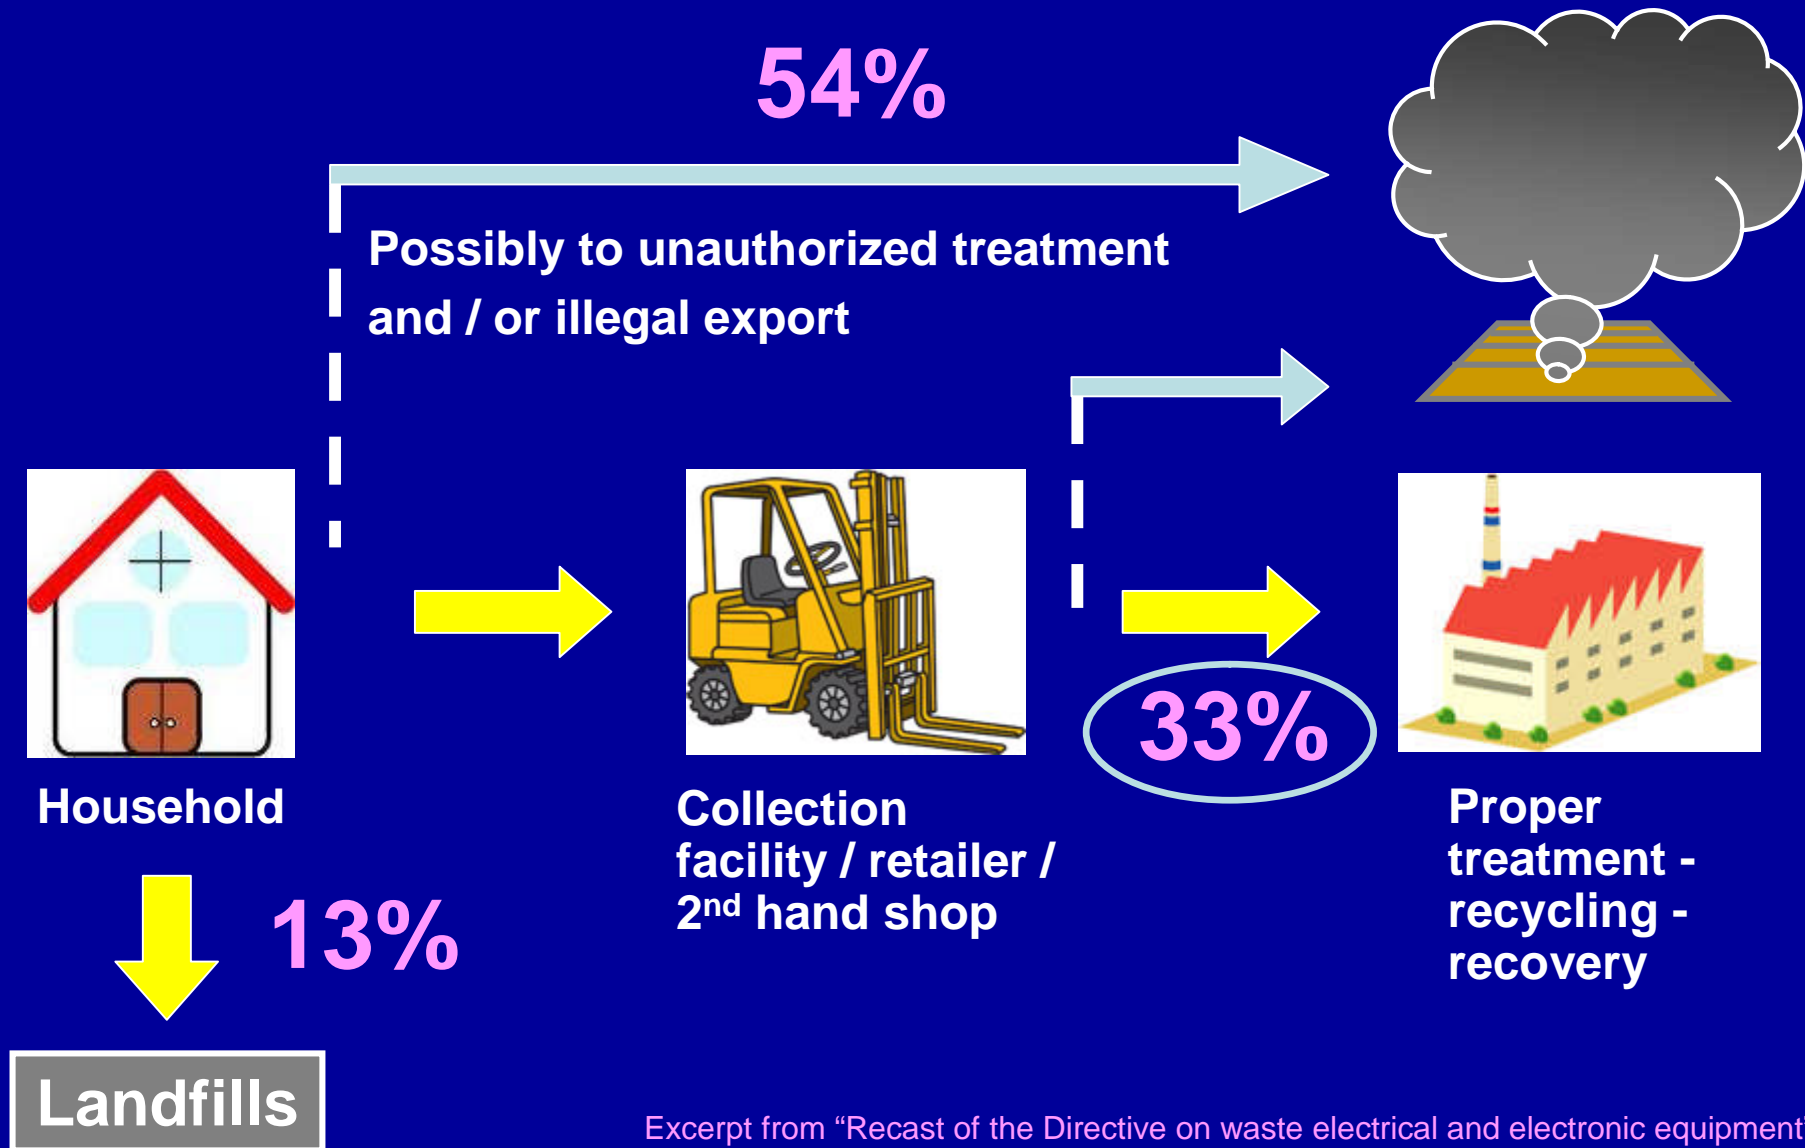 54%
Possibly to unauthorized treatment
and / or illegal export
33%
Household
Collection
facility / retailer /
2nd hand shop
Proper
treatment -
recycling -
recovery
13%
Landfills
Excerpt from “Recast of the Directive on waste electrical and electronic equipment”